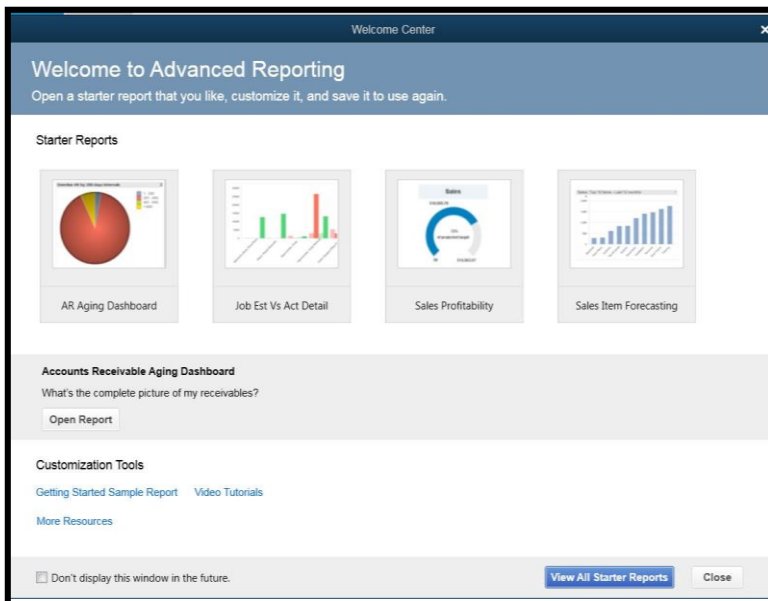 Welcome Center
Welcome to Advanced Reporting
Open a starter report that you like, customize it, and save it to use again.
Starter Reports
Sales
AR Aging Dashboard
Job Est Vs Act Detail
Sales Profitability
Sales Item Forecasting
Accounts Receivable Aging Dashboard
What's the complete picture of my receivables?
Open Report
Customization Tools
Getting Started Sample Report Video Tutorials
More Resources
Don't display this window in the future.
View All Starter Reports
Close